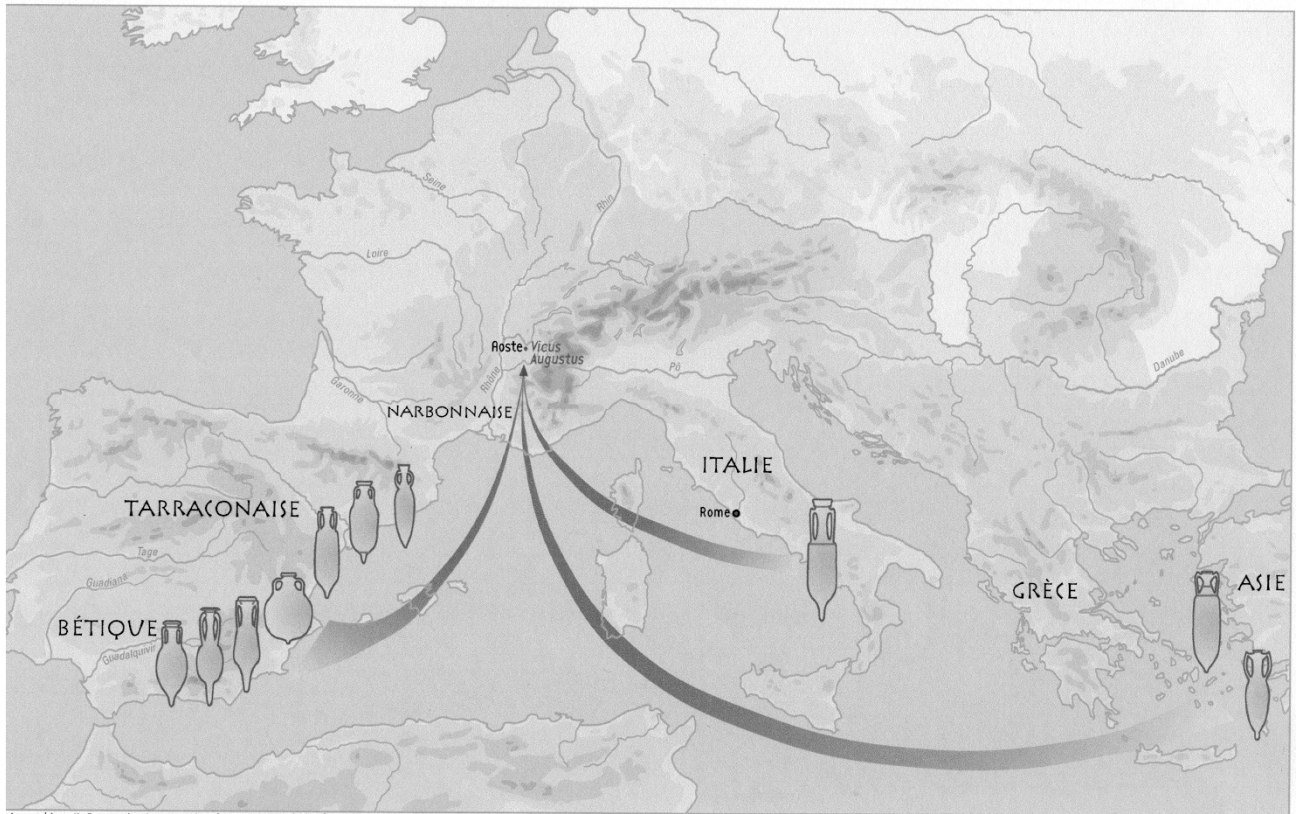 Seine
Rhin
Loire
Aoste
Vicus
Augustus
Pô
Danube
Rhône
Garonne
NARBONNAISE
ITALIE
TARRACONAISE
Rome
Tage
Guadiana
GRÈCE
ASIE
BÉTIQUE
Guadalquivir